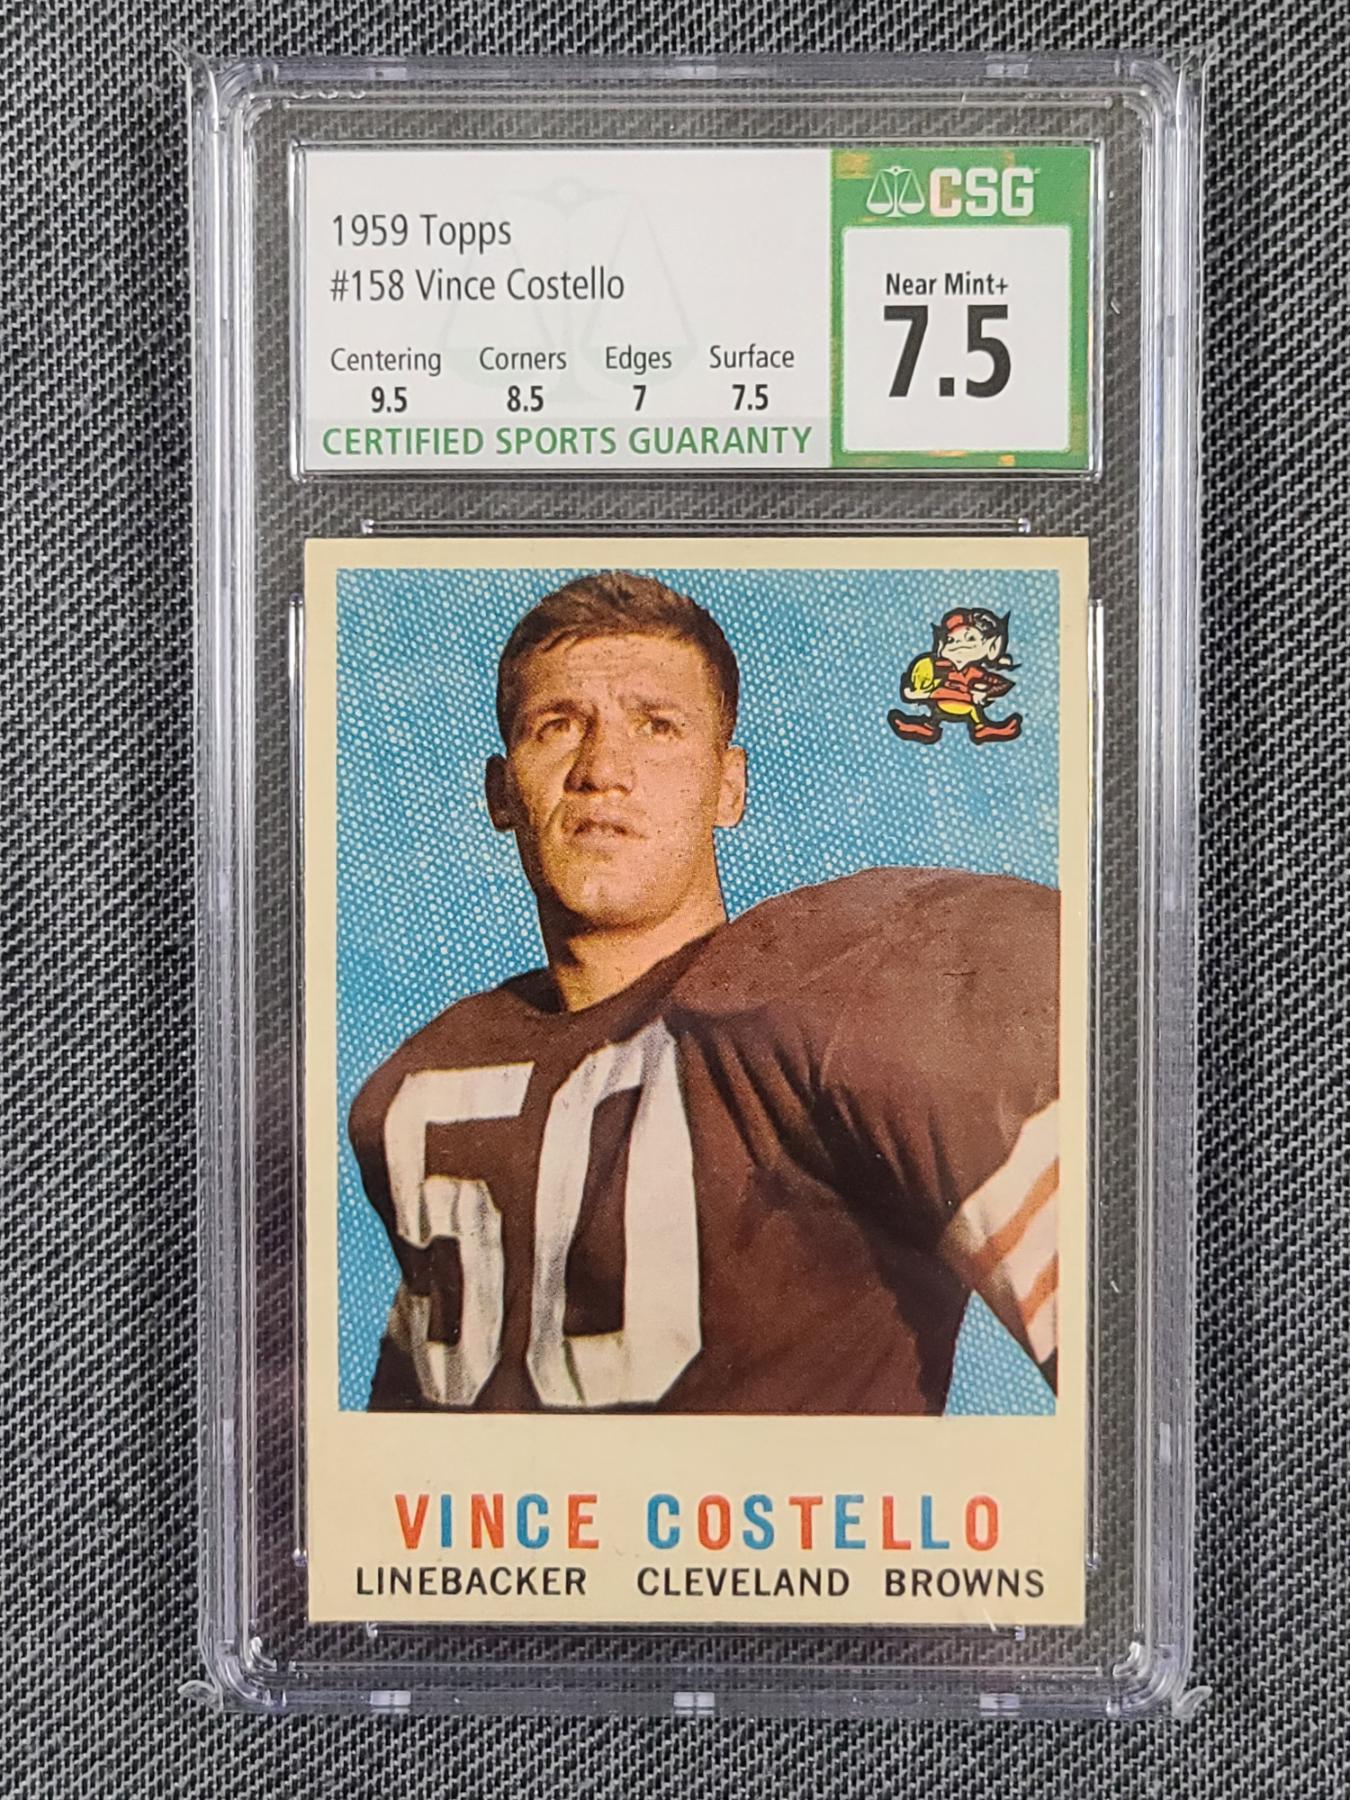 CSG
1959 Topps
#158 Vince Costello
Near Mint+
7.5
Centering Corners Edges Surface
9.5 8.5 7 7.5
CERTIFIED SPORTS GUARANTY
50
VINCE COSTELLO
LINEBACKER CLEVELAND BROWNS